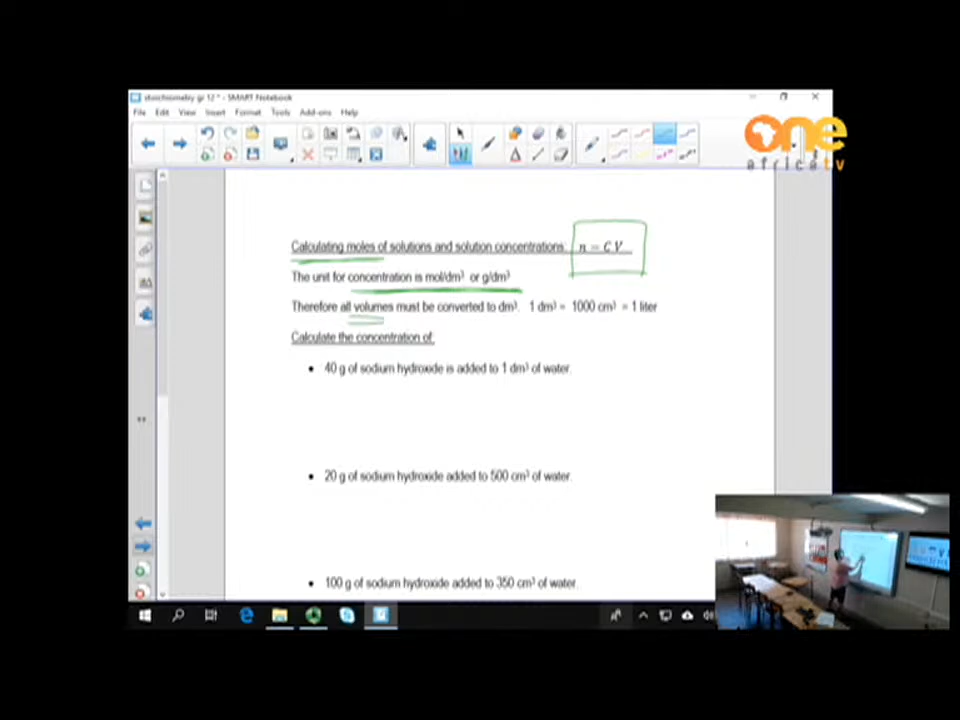 stoichiometry gr 12 * - SMART Notebook
File Edit View Insert Format Tools Add-ons Help
one
africa tv
Calculating moles of solutions and solution concentrations. n = C V
The unit for concentration is mol/dm³ or g/dm³
Therefore all volumes must be converted to dm³. 1 dm³ = 1000 cm³ = 1 liter
Calculate the concentration of
• 40 g of sodium hydroxide is added to 1 dm³ of water.
• 20 g of sodium hydroxide added to 500 cm³ of water.
• 100 g of sodium hydroxide added to 350 cm³ of water.